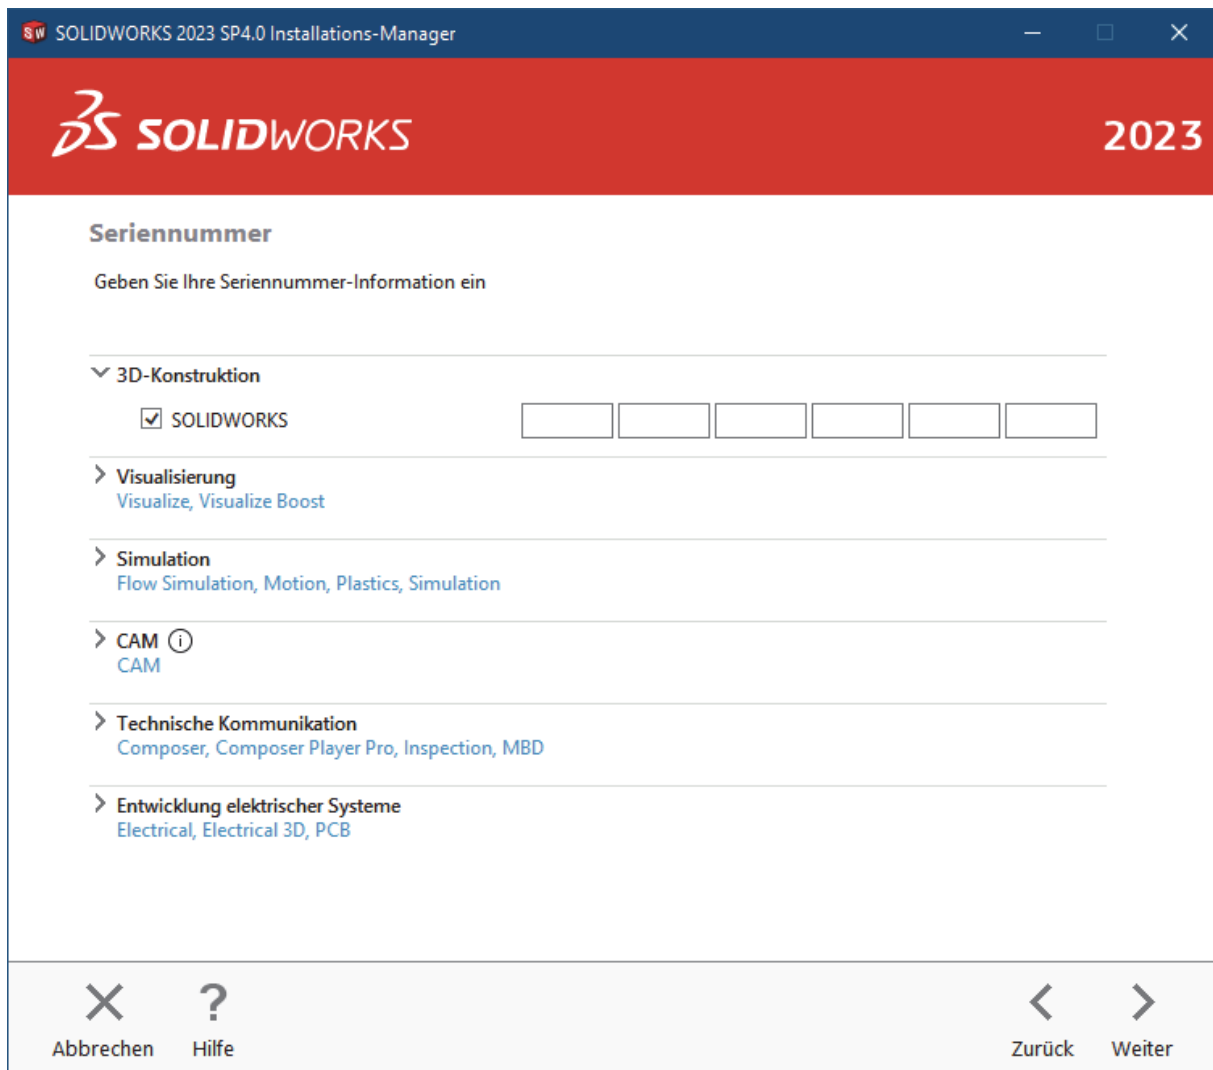 SW SOLIDWORKS 2023 SP4.0 Installations-Manager
3DS SOLIDWORKS 2023
Seriennummer
Geben Sie Ihre Seriennummer-Information ein
3D-Konstruktion
SOLIDWORKS
Visualisierung
Visualize, Visualize Boost
Simulation
Flow Simulation, Motion, Plastics, Simulation
CAM i
CAM
Technische Kommunikation
Composer, Composer Player Pro, Inspection, MBD
Entwicklung elektrischer Systeme
Electrical, Electrical 3D, PCB
Abbrechen Hilfe Zurück Weiter